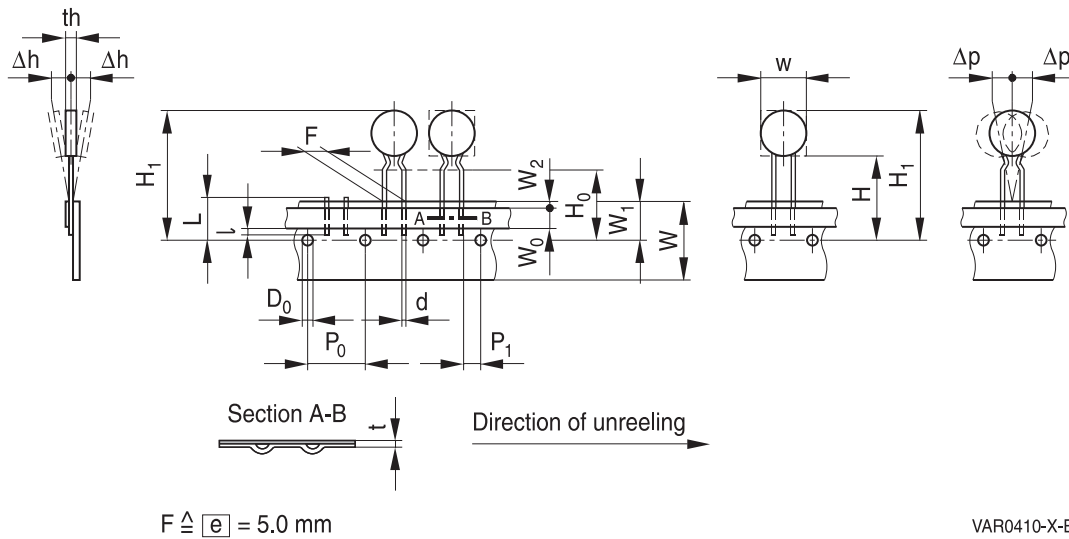 th
Δh Δh
w
Δp Δp
F
H₁
L
l
A B
W₂
H₀
W₁
W
W₀
H
H₁
H₁
D₀
d
P₀
P₁
Section A-B
t
Direction of unreeling
F ≙ e = 5.0 mm
VAR0410-X-E